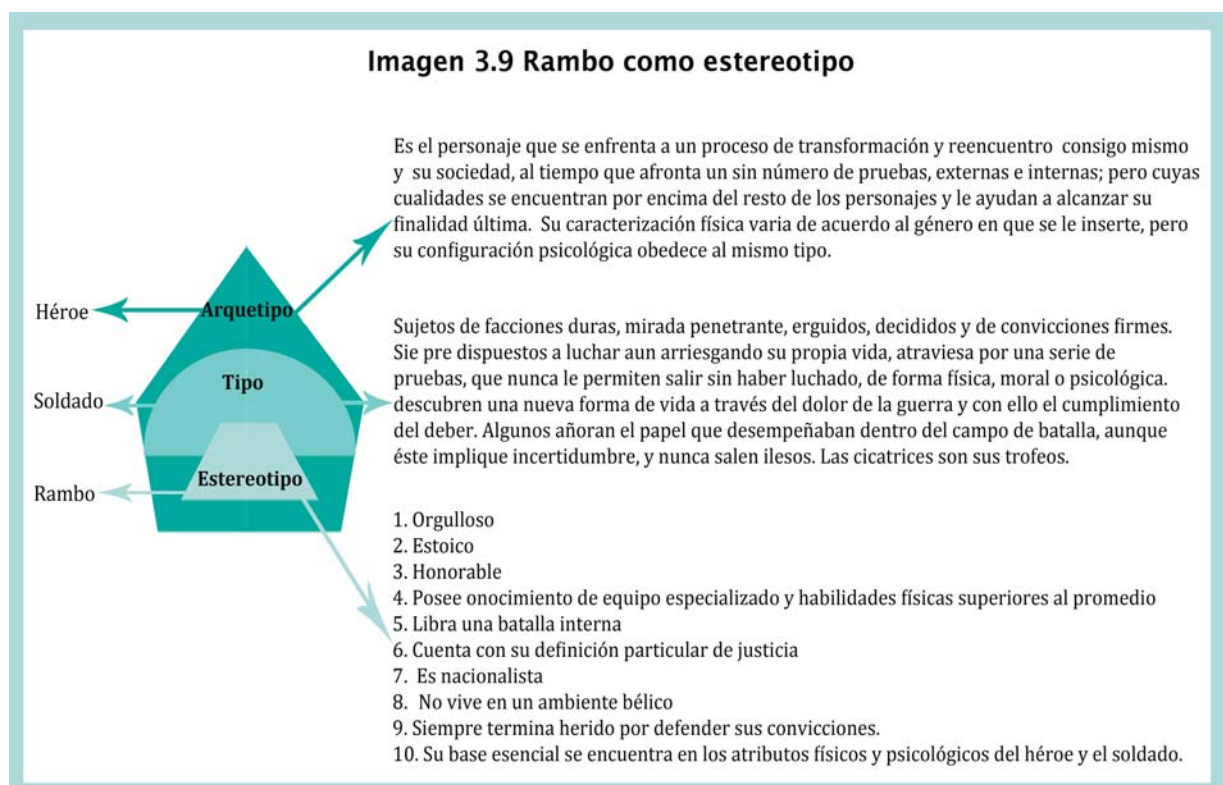 Imagen 3.9 Rambo como estereotipo
Es el personaje que se enfrenta a un proceso de transformación y reencuentro consigo mismo
y su sociedad, al tiempo que afronta un sin número de pruebas, externas e internas; pero cuyas
cualidades se encuentran por encima del resto de los personajes y le ayudan a alcanzar su
finalidad última. Su caracterización física varia de acuerdo al género en que se le inserte, pero
su configuración psicológica obedece al mismo tipo.
Héroe
Arquetipo
Sujetos de facciones duras, mirada penetrante, erguidos, decididos y de convicciones firmes.
Sie pre dispuestos a luchar aun arriesgando su propia vida, atraviesa por una serie de
pruebas, que nunca le permiten salir sin haber luchado, de forma física, moral o psicológica.
descubren una nueva forma de vida a través del dolor de la guerra y con ello el cumplimiento
del deber. Algunos añoran el papel que desempeñaban dentro del campo de batalla, aunque
éste implique incertidumbre, y nunca salen ilesos. Las cicatrices son sus trofeos.
Tipo
Soldado
Estereotipo
Rambo
1. Orgulloso
2. Estoico
3. Honorable
4. Posee onocimiento de equipo especializado y habilidades físicas superiores al promedio
5. Libra una batalla interna
6. Cuenta con su definición particular de justicia
7. Es nacionalista
8. No vive en un ambiente bélico
9. Siempre termina herido por defender sus convicciones.
10. Su base esencial se encuentra en los atributos físicos y psicológicos del héroe y el soldado.